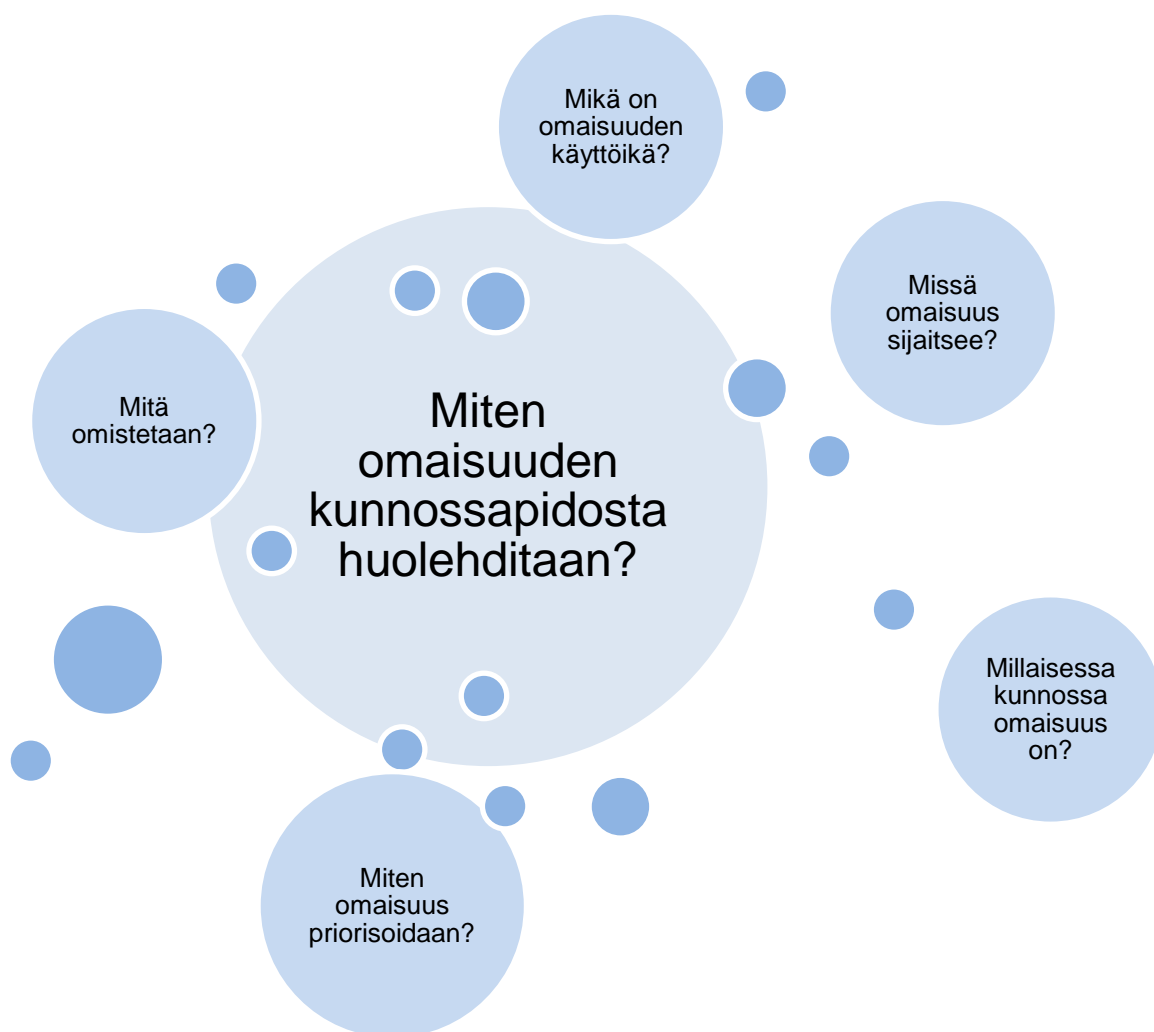 Mikä on
omaisuuden
käyttöikä?
Missä
omaisuus
sijaitsee?
Mitä
omistetaan?
Miten
omaisuuden
kunnossapidosta
huolehditaan?
Millaisessa
kunnossa
omaisuus
on?
Miten
omaisuus
priorisoidaan?